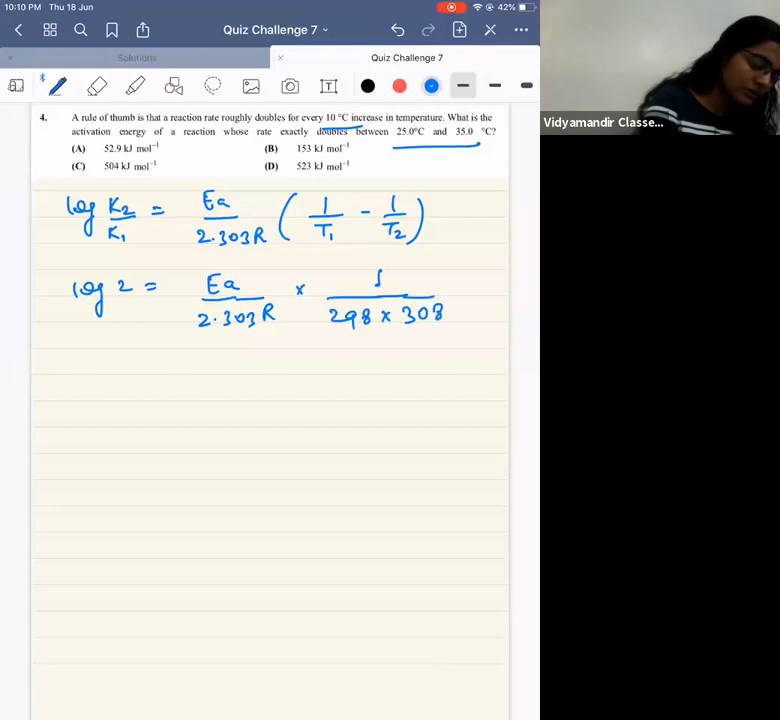 10:10 PM Thu 18 Jun
42%
Quiz Challenge 7
Solutions
Quiz Challenge 7
4. A rule of thumb is that a reaction rate roughly doubles for every 10 °C increase in temperature. What is the
activation energy of a reaction whose rate exactly doubles between 25.0°C and 35.0 °C?
(A) 52.9 kJ mol⁻¹ (B) 153 kJ mol⁻¹
(C) 504 kJ mol⁻¹ (D) 523 kJ mol⁻¹
log K₂/K₁ = Ea/2.303R (1/T₁ - 1/T₂)
log 2 = Ea/2.303R × 1/298 × 308
Vidyamandir Classe...